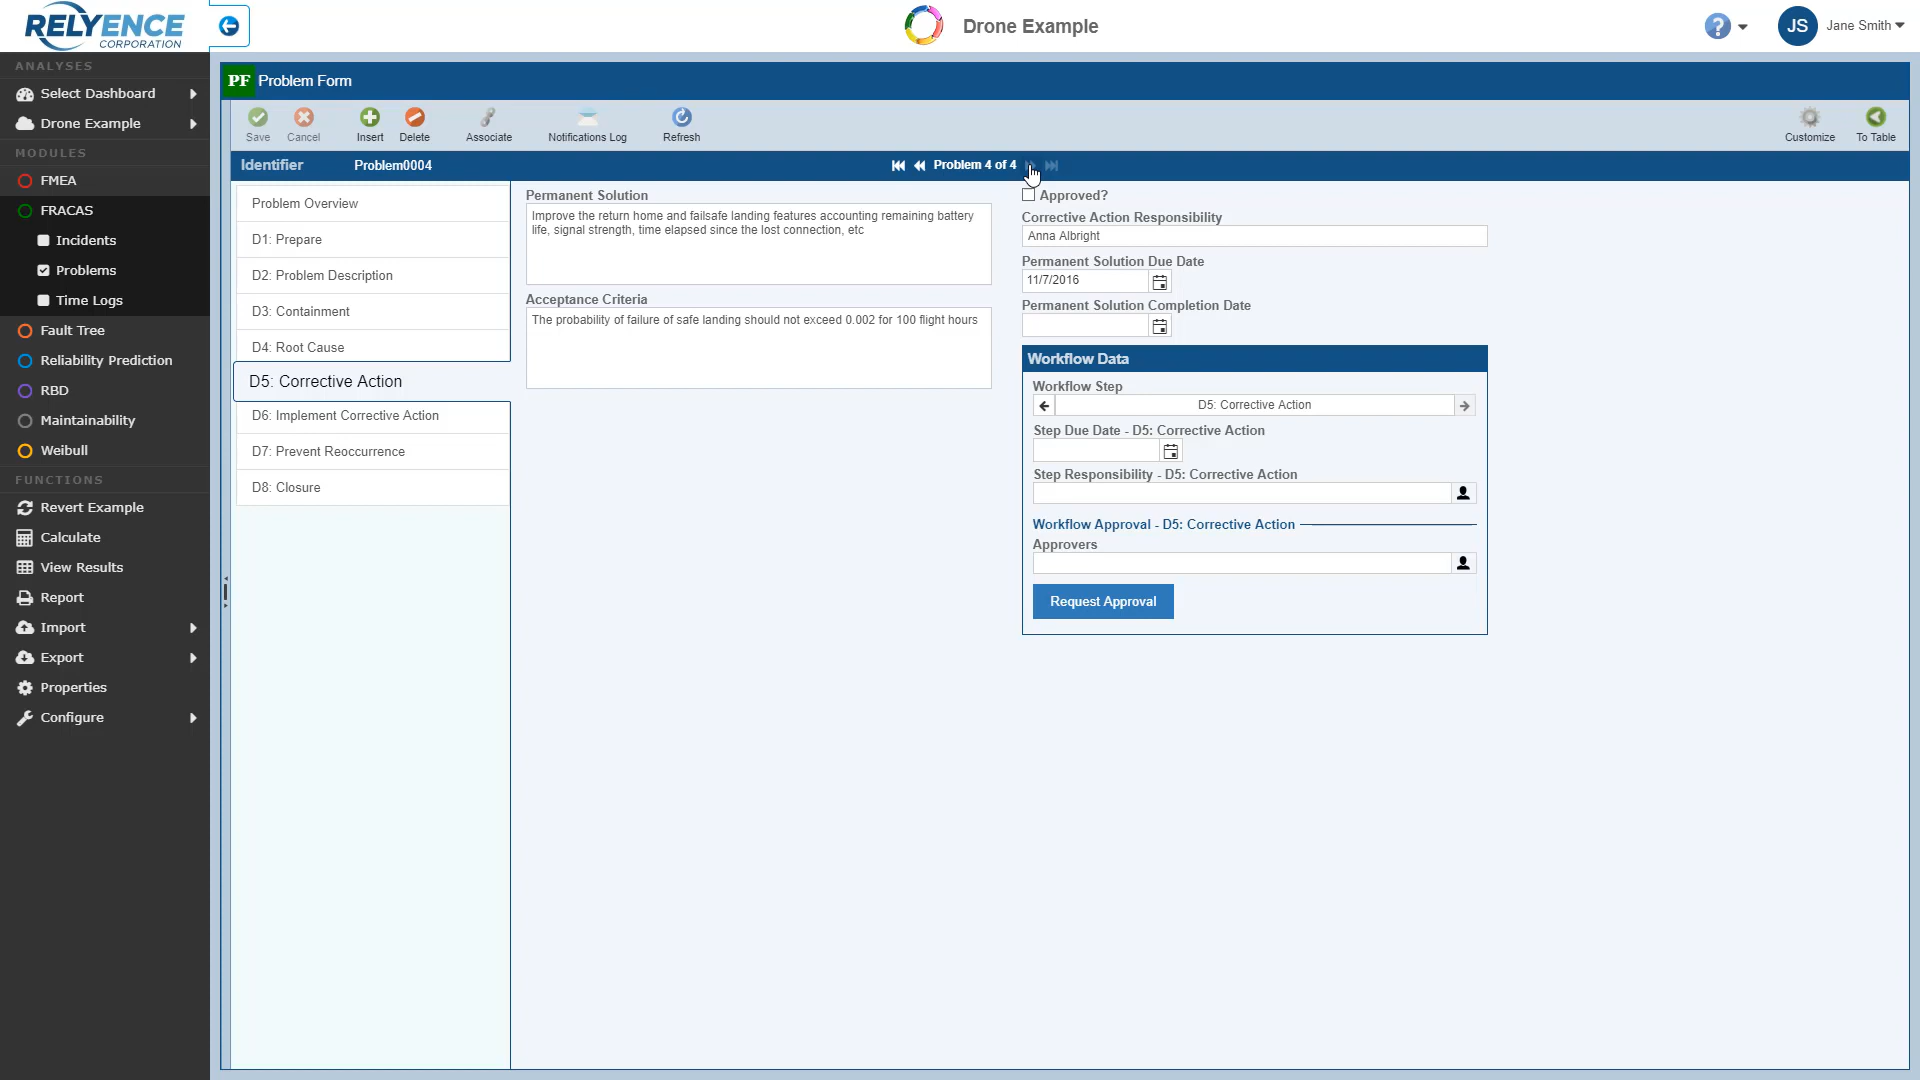 RELYENCE
CORPORATION
Drone Example
?
JS
Jane Smith
ANALYSES
Select Dashboard
Drone Example
MODULES
FMEA
FRACAS
Incidents
Problems
Time Logs
Fault Tree
Reliability Prediction
RBD
Maintainability
Weibull
FUNCTIONS
Revert Example
Calculate
View Results
Report
Import
Export
Properties
Configure
PF Problem Form
Save
Cancel
Insert
Delete
Associate
Notifications Log
Refresh
Customize
To Table
Identifier
Problem0004
Problem 4 of 4
Problem Overview
D1: Prepare
D2: Problem Description
D3: Containment
D4: Root Cause
D5: Corrective Action
D6: Implement Corrective Action
D7: Prevent Reoccurrence
D8: Closure
Permanent Solution
Improve the return home and failsafe landing features accounting remaining battery
life, signal strength, time elapsed since the lost connection, etc
Acceptance Criteria
The probability of failure of safe landing should not exceed 0.002 for 100 flight hours
Approved?
Corrective Action Responsibility
Anna Albright
Permanent Solution Due Date
11/7/2016
Permanent Solution Completion Date
Workflow Data
Workflow Step
D5: Corrective Action
Step Due Date - D5: Corrective Action
Step Responsibility - D5: Corrective Action
Workflow Approval - D5: Corrective Action
Approvers
Request Approval